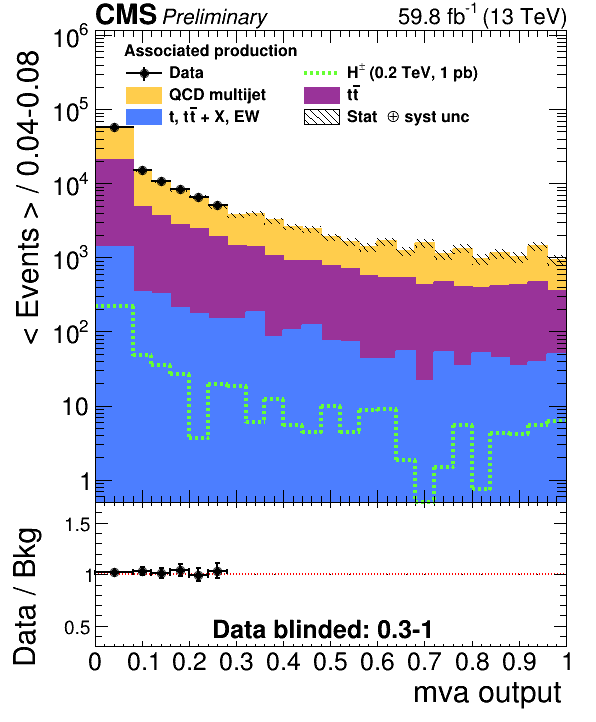 CMS Preliminary 59.8 fb⁻¹ (13 TeV)
Associated production
Data
H± (0.2 TeV, 1 pb)
QCD multijet
tt̄
t, tt̄ + X, EW
Stat ⊕ syst unc
< Events > / 0.04-0.08
10⁶
10⁵
10⁴
10³
10²
10
1
Data / Bkg
1.5
1
0.5
Data blinded: 0.3-1
0 0.1 0.2 0.3 0.4 0.5 0.6 0.7 0.8 0.9 1
mva output